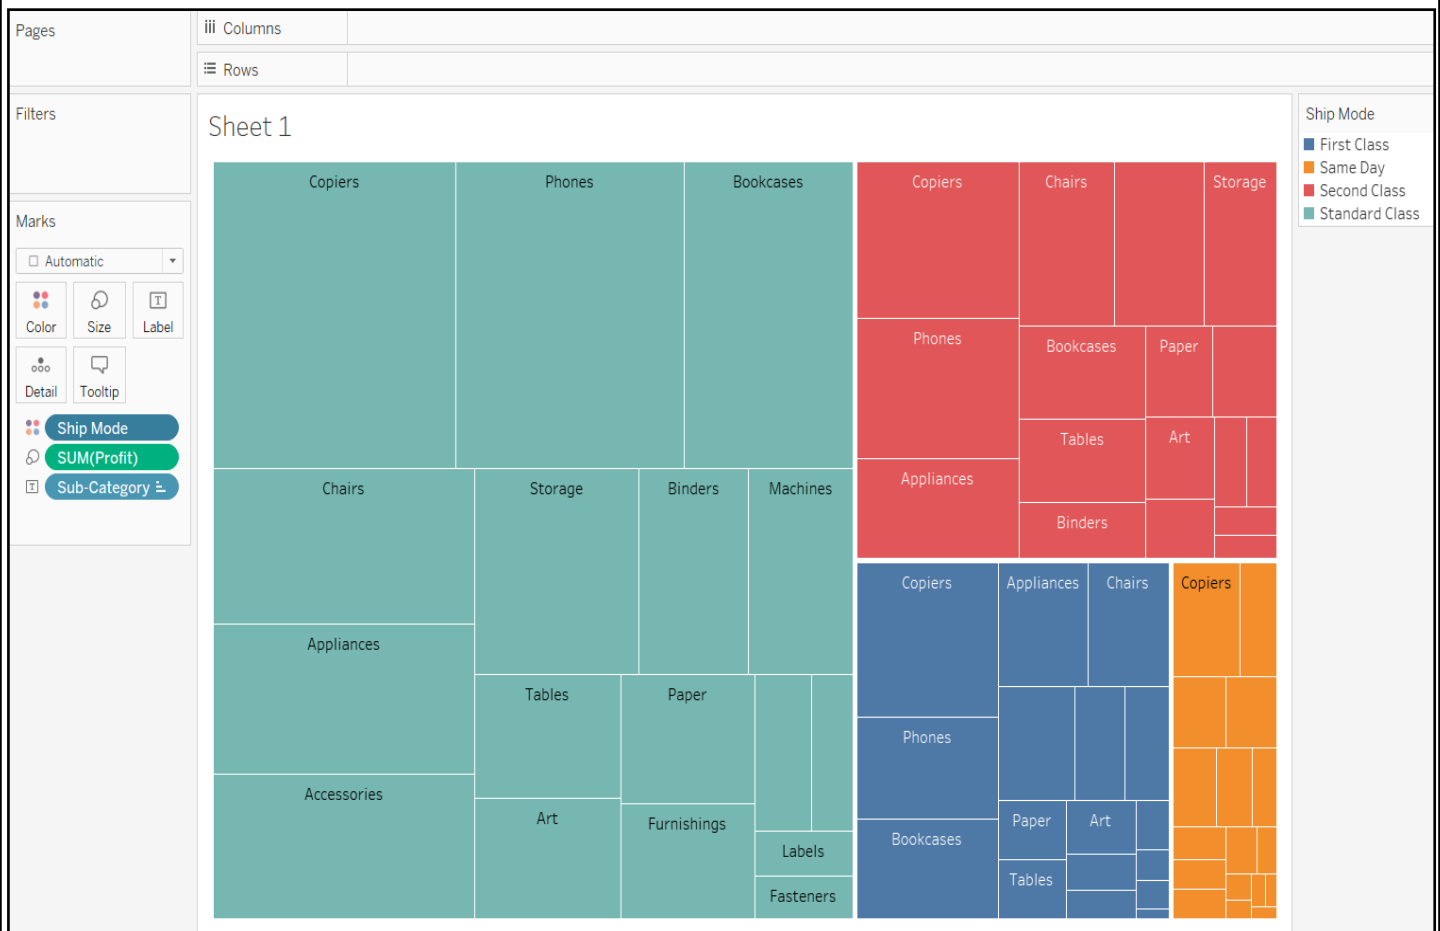 Pages
Columns
Rows
Filters
Marks
Automatic
Color
Size
Label
Detail
Tooltip
Ship Mode
SUM(Profit)
Sub-Category
Sheet 1
Copiers
Phones
Bookcases
Chairs
Storage
Binders
Machines
Appliances
Accessories
Tables
Paper
Art
Furnishings
Labels
Fasteners
Copiers
Chairs
Storage
Phones
Bookcases
Paper
Appliances
Tables
Art
Binders
Copiers
Appliances
Chairs
Phones
Bookcases
Paper
Art
Tables
Copiers
Ship Mode
First Class
Same Day
Second Class
Standard Class